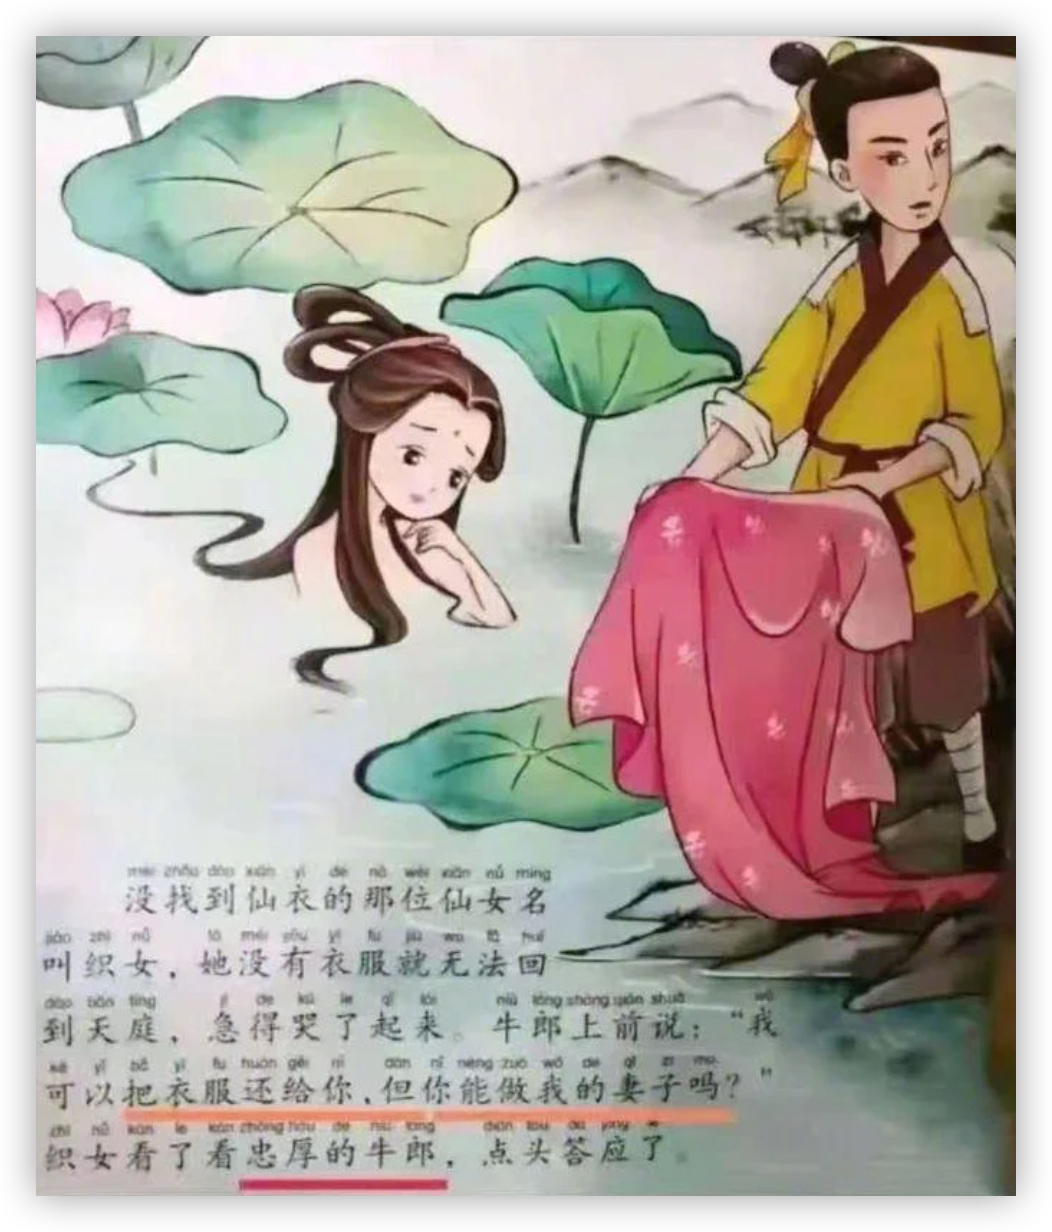 méi zhǎo dào xiān yī de nà wèi xiān nǚ míng
没找到仙衣的那位仙女名
jiào zhī nǚ tā méi yǒu yī fu jiù wú fǎ huí
叫织女，她没有衣服就无法回
dào tiān tíng jí de kū le qǐ lái niú láng shàng qián shuō wǒ
到天庭，急得哭了起来。牛郎上前说：“我
kě yǐ bǎ yī fu huán gěi nǐ dàn nǐ néng zuò wǒ de qī zi ma
可以把衣服还给你，但你能做我的妻子吗？”
zhī nǚ kàn le kàn zhōng hòu de niú láng diǎn tóu dā yìng le
织女看了看忠厚的牛郎，点头答应了。